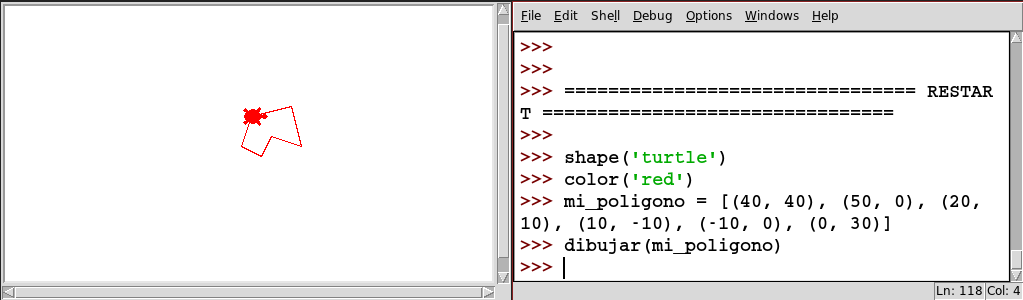 File Edit Shell Debug Options Windows Help
>>>
>>>
>>> ================================ RESTAR
T ================================
>>>
>>> shape('turtle')
>>> color('red')
>>> mi_poligono = [(40, 40), (50, 0), (20,
10), (10, -10), (-10, 0), (0, 30)]
>>> dibujar(mi_poligono)
>>>
Ln: 118 Col: 4